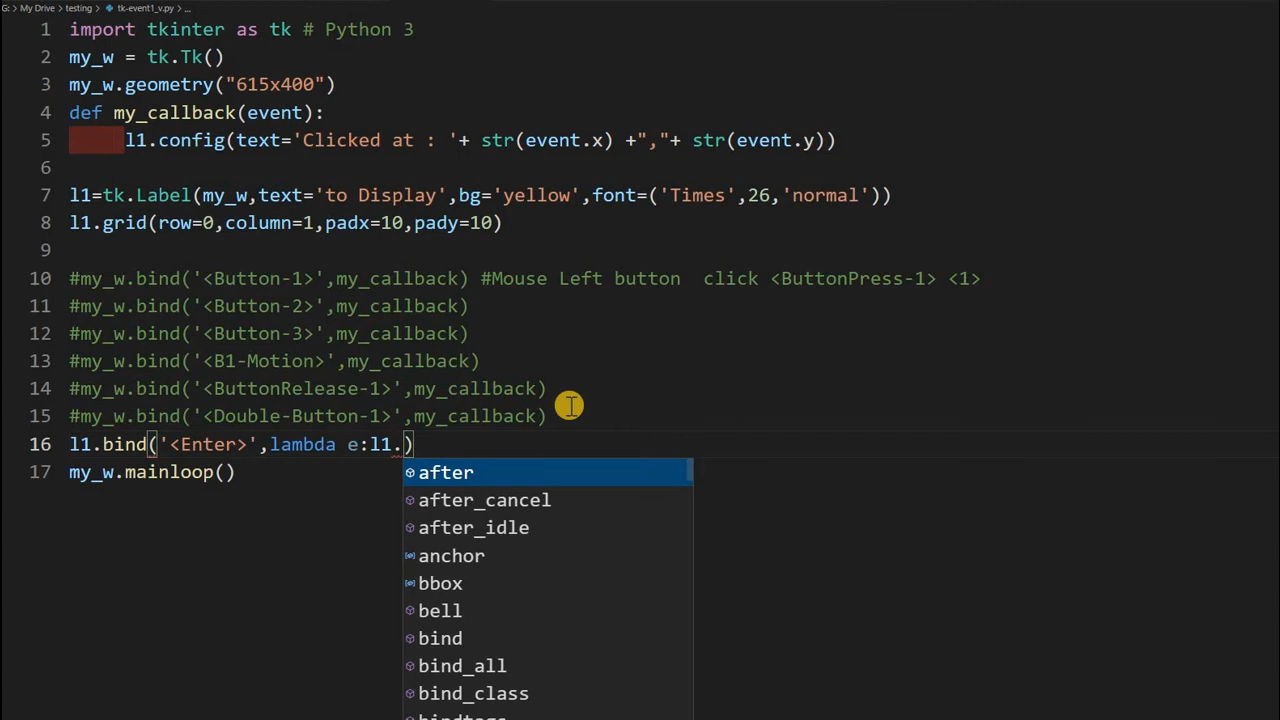 G: > My Drive > testing > tk-event1_v.py > ...
1 import tkinter as tk # Python 3
2 my_w = tk.Tk()
3 my_w.geometry("615x400")
4 def my_callback(event):
5 l1.config(text='Clicked at : '+ str(event.x) +","+ str(event.y))
6
7 l1=tk.Label(my_w,text='to Display',bg='yellow',font=('Times',26,'normal'))
8 l1.grid(row=0,column=1,padx=10,pady=10)
9
10 #my_w.bind('<Button-1>',my_callback) #Mouse Left button  click <ButtonPress-1> <1>
11 #my_w.bind('<Button-2>',my_callback)
12 #my_w.bind('<Button-3>',my_callback)
13 #my_w.bind('<B1-Motion>',my_callback)
14 #my_w.bind('<ButtonRelease-1>',my_callback)
15 #my_w.bind('<Double-Button-1>',my_callback)
16 l1.bind('<Enter>',lambda e:l1.)
17 my_w.mainloop()
after
after_cancel
after_idle
anchor
bbox
bell
bind
bind_all
bind_class
bindtags